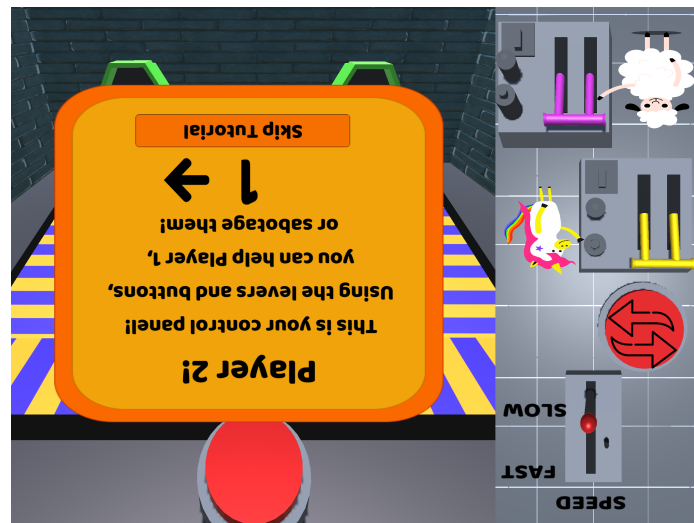 Player 2!
This is your control panel!
Using the levers and buttons,
you can help Player 1,
or sabotage them!
1 →
Skip Tutorial
SPEED
FAST
SLOW